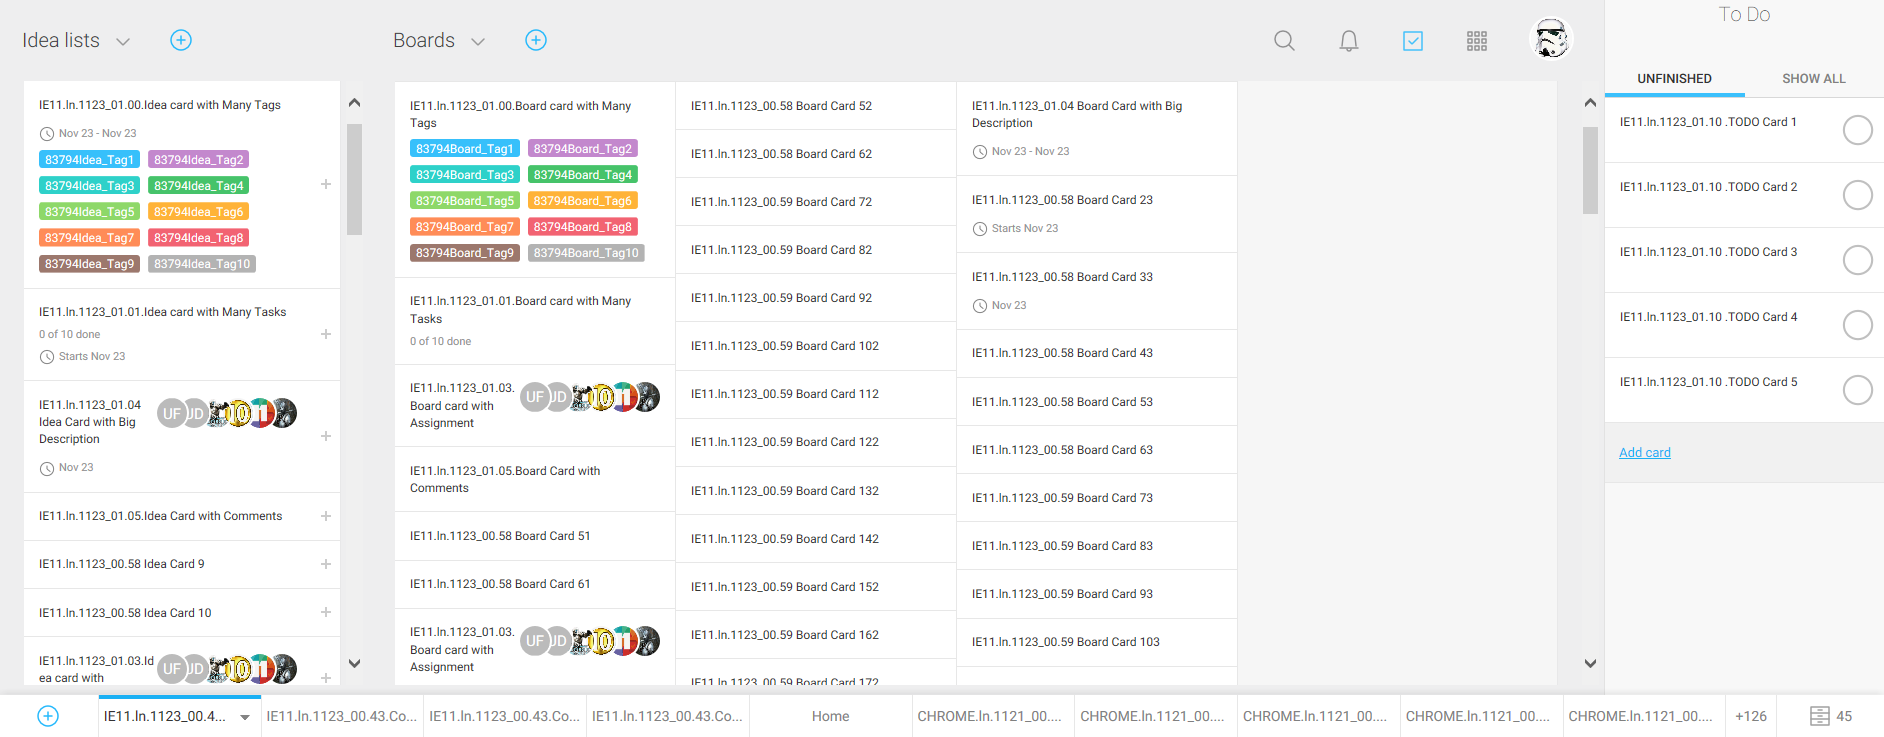 Idea lists
Boards
To Do
UNFINISHED
SHOW ALL
IE11.In.1123_01.00.Idea card with Many Tags
Nov 23 - Nov 23
83794Idea_Tag1
83794Idea_Tag2
83794Idea_Tag3
83794Idea_Tag4
83794Idea_Tag5
83794Idea_Tag6
83794Idea_Tag7
83794Idea_Tag8
83794Idea_Tag9
83794Idea_Tag10
IE11.In.1123_01.01.Idea card with Many Tasks
0 of 10 done
Starts Nov 23
IE11.In.1123_01.04
Idea Card with Big
Description
UF
JD
Nov 23
IE11.In.1123_01.05.Idea Card with Comments
IE11.In.1123_00.58 Idea Card 9
IE11.In.1123_00.58 Idea Card 10
IE11.In.1123_01.03.Id
ea card with
UF
JD
IE11.In.1123_01.00.Board card with Many
Tags
83794Board_Tag1
83794Board_Tag2
83794Board_Tag3
83794Board_Tag4
83794Board_Tag5
83794Board_Tag6
83794Board_Tag7
83794Board_Tag8
83794Board_Tag9
83794Board_Tag10
IE11.In.1123_01.01.Board card with Many
Tasks
0 of 10 done
IE11.In.1123_01.03.
Board card with
Assignment
UF
JD
IE11.In.1123_01.05.Board Card with
Comments
IE11.In.1123_00.58 Board Card 51
IE11.In.1123_00.58 Board Card 61
IE11.In.1123_01.03.
Board card with
Assignment
UF
JD
IE11.In.1123_00.58 Board Card 52
IE11.In.1123_00.58 Board Card 62
IE11.In.1123_00.59 Board Card 72
IE11.In.1123_00.59 Board Card 82
IE11.In.1123_00.59 Board Card 92
IE11.In.1123_00.59 Board Card 102
IE11.In.1123_00.59 Board Card 112
IE11.In.1123_00.59 Board Card 122
IE11.In.1123_00.59 Board Card 132
IE11.In.1123_00.59 Board Card 142
IE11.In.1123_00.59 Board Card 152
IE11.In.1123_00.59 Board Card 162
IE11.In.1123_00.59 Board Card 172
IE11.In.1123_01.04 Board Card with Big
Description
Nov 23 - Nov 23
IE11.In.1123_00.58 Board Card 23
Starts Nov 23
IE11.In.1123_00.58 Board Card 33
Nov 23
IE11.In.1123_00.58 Board Card 43
IE11.In.1123_00.58 Board Card 53
IE11.In.1123_00.58 Board Card 63
IE11.In.1123_00.59 Board Card 73
IE11.In.1123_00.59 Board Card 83
IE11.In.1123_00.59 Board Card 93
IE11.In.1123_00.59 Board Card 103
IE11.In.1123_01.10 .TODO Card 1
IE11.In.1123_01.10 .TODO Card 2
IE11.In.1123_01.10 .TODO Card 3
IE11.In.1123_01.10 .TODO Card 4
IE11.In.1123_01.10 .TODO Card 5
Add card
IE11.In.1123_00.4...
IE11.In.1123_00.43.Co...
IE11.In.1123_00.43.Co...
IE11.In.1123_00.43.Co...
Home
CHROME.In.1121_00....
CHROME.In.1121_00....
CHROME.In.1121_00....
CHROME.In.1121_00....
CHROME.In.1121_00....
+126
45